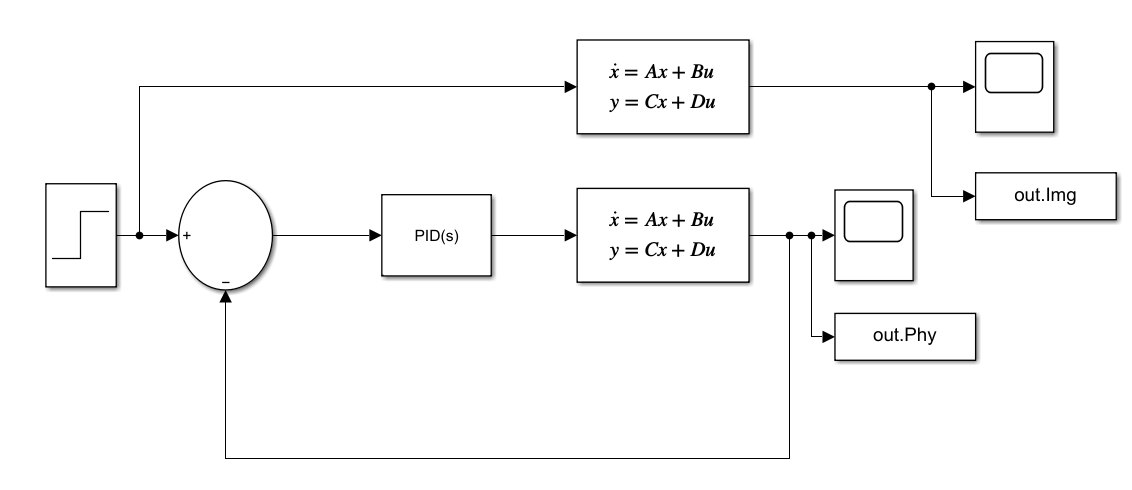 ẋ = Ax + Bu
y = Cx + Du
out.Img
+
−
PID(s)
ẋ = Ax + Bu
y = Cx + Du
out.Phy